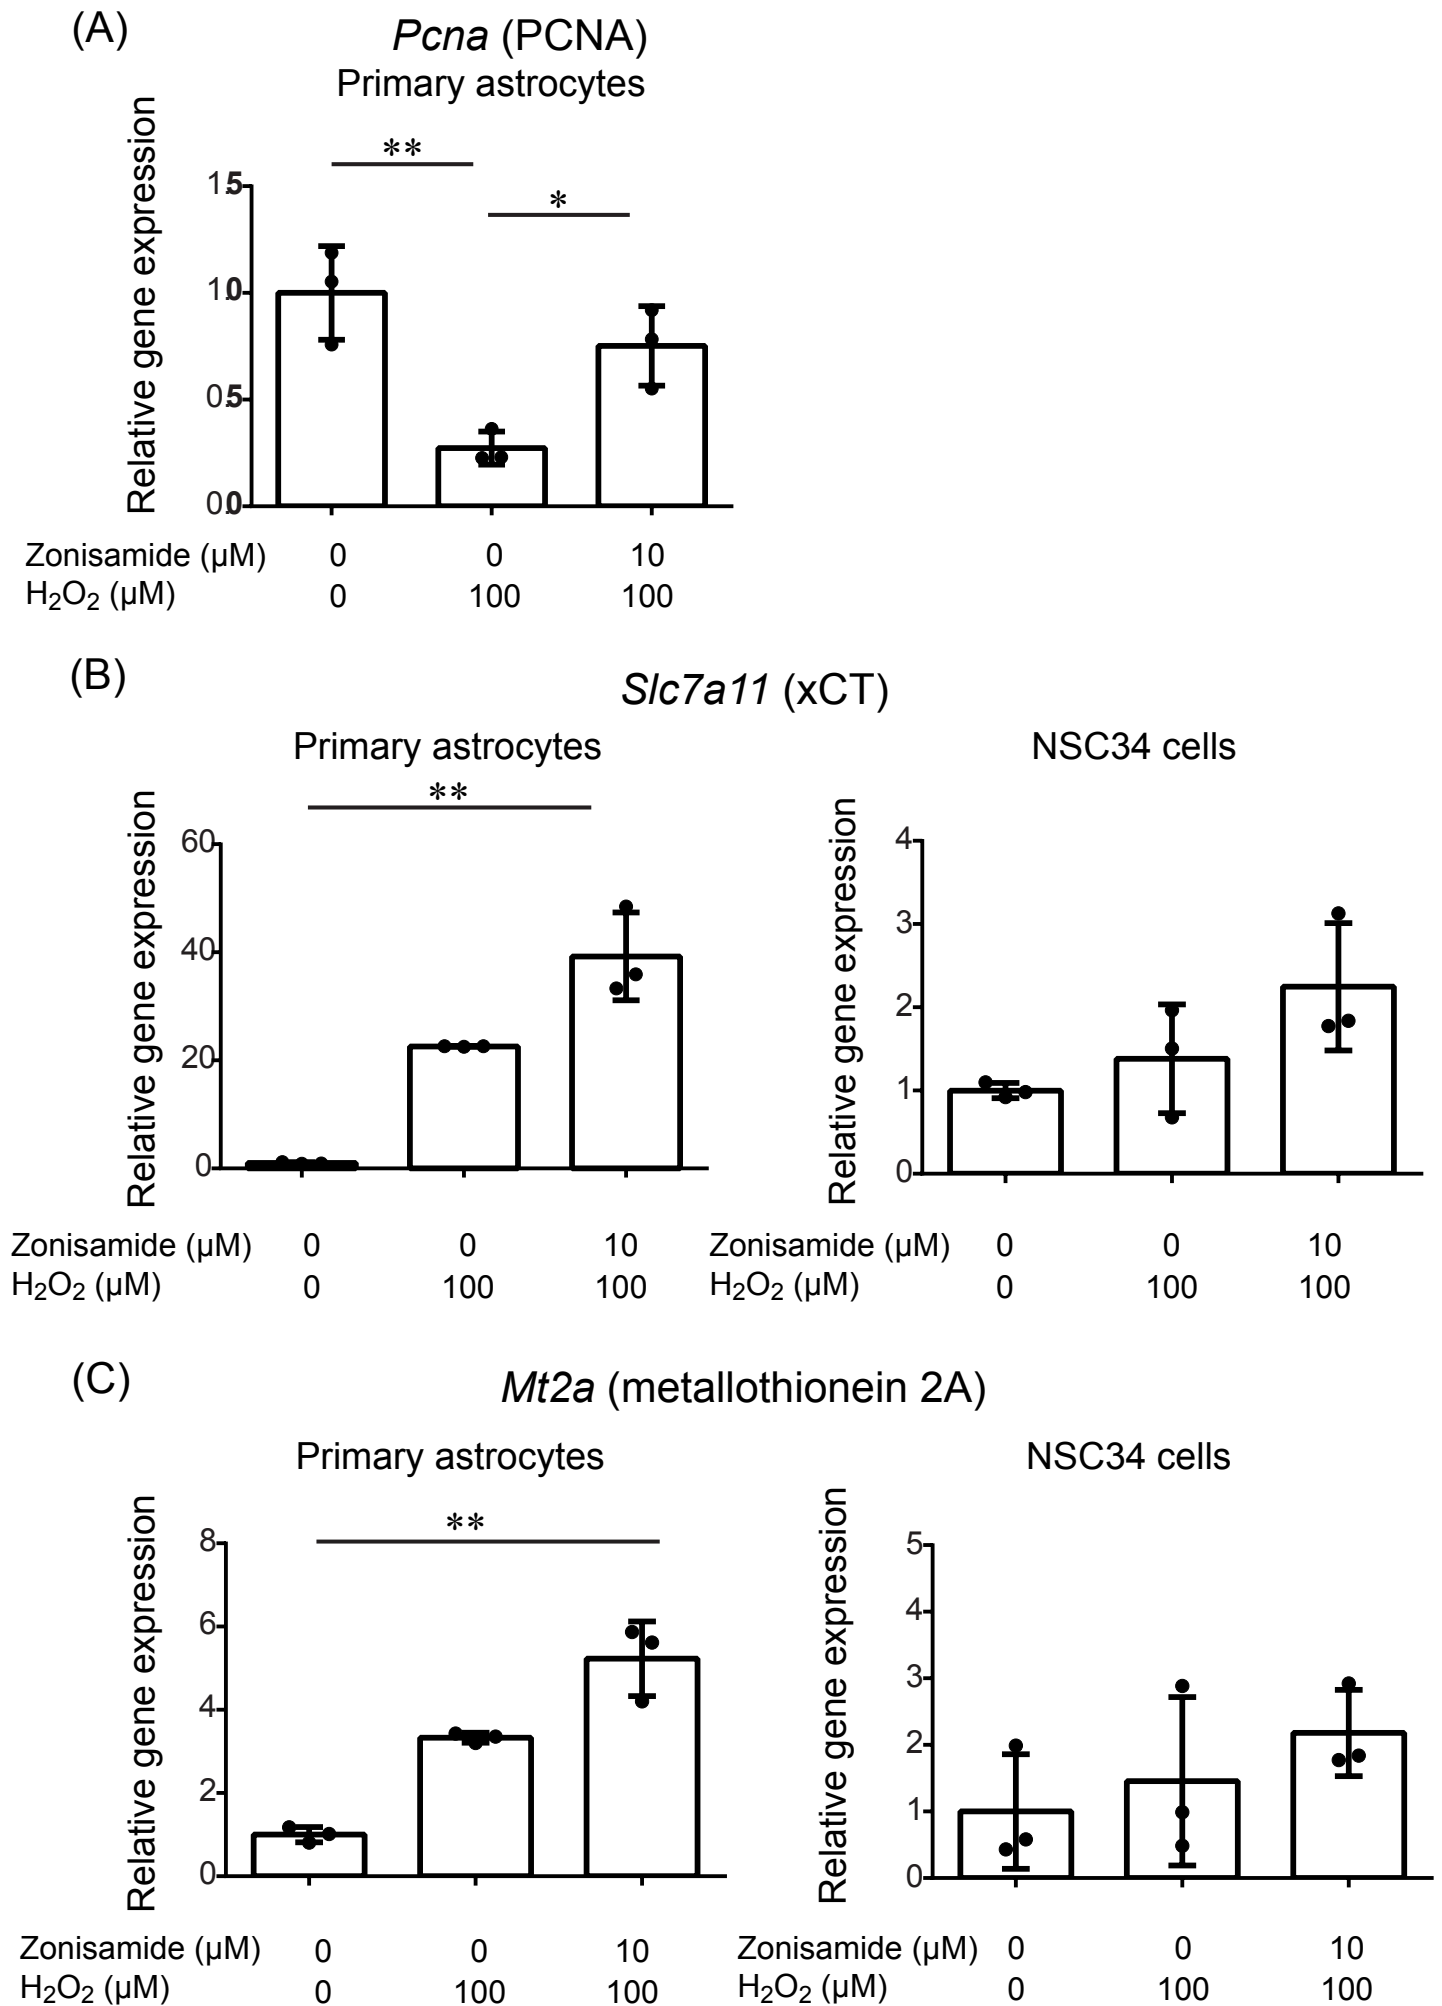 (A)
Pcna (PCNA)
Primary astrocytes
Relative gene expression
**
*
1.5
1.0
0.5
0.0
Zonisamide (µM) 0 0 10
H2O2 (µM) 0 100 100
(B)
Slc7a11 (xCT)
Primary astrocytes
Relative gene expression
**
60
40
20
0
Zonisamide (µM) 0 0 10
H2O2 (µM) 0 100 100
NSC34 cells
Relative gene expression
4
3
2
1
0
Zonisamide (µM) 0 0 10
H2O2 (µM) 0 100 100
(C)
Mt2a (metallothionein 2A)
Primary astrocytes
Relative gene expression
**
8
6
4
2
0
Zonisamide (µM) 0 0 10
H2O2 (µM) 0 100 100
NSC34 cells
Relative gene expression
5
4
3
2
1
0
Zonisamide (µM) 0 0 10
H2O2 (µM) 0 100 100